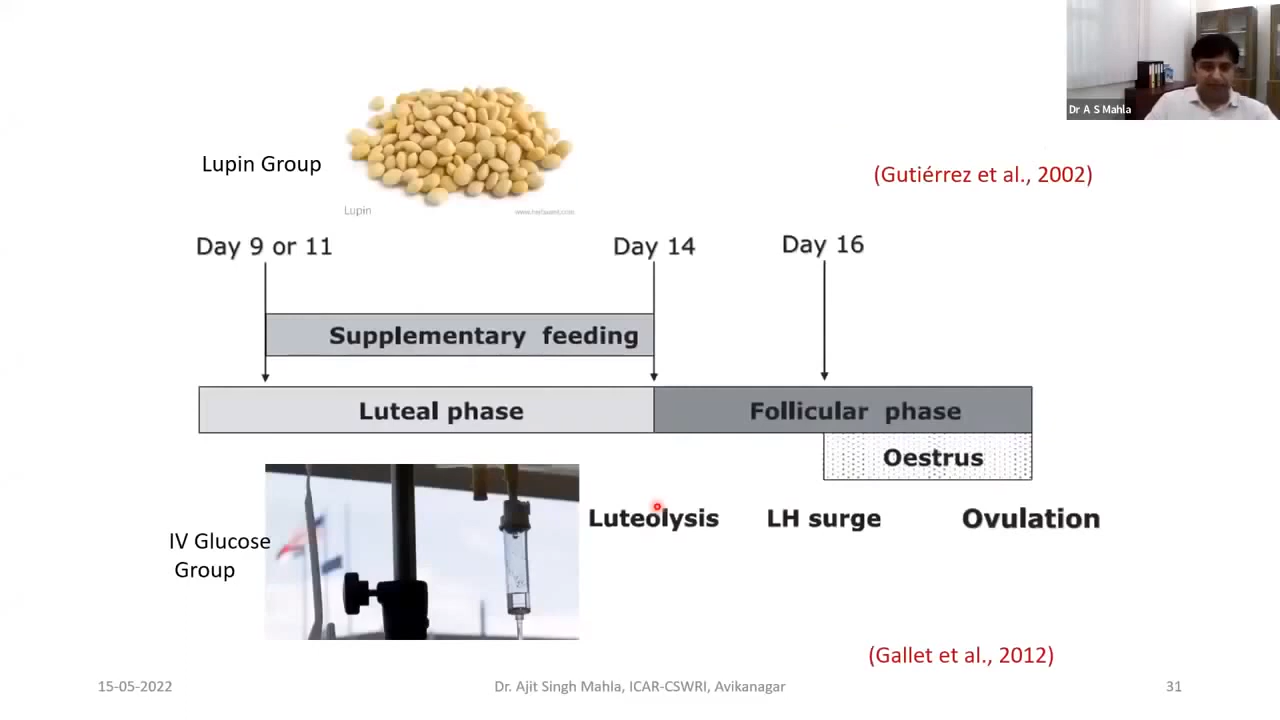 Dr A S Mahla
Lupin Group
(Gutiérrez et al., 2002)
Lupin
Day 9 or 11
Day 14
Day 16
Supplementary feeding
Luteal phase
Follicular phase
Oestrus
Luteolysis
LH surge
Ovulation
IV Glucose
Group
(Gallet et al., 2012)
15-05-2022
Dr. Ajit Singh Mahla, ICAR-CSWRI, Avikanagar
31